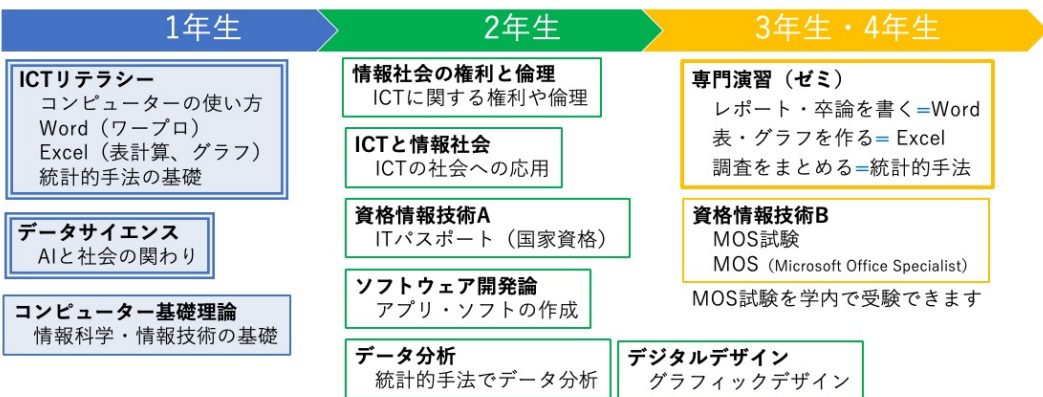 1年生
2年生
3年生・4年生
ICTリテラシー
コンピューターの使い方
Word（ワープロ）
Excel（表計算、グラフ）
統計的手法の基礎
データサイエンス
AIと社会の関わり
コンピューター基礎理論
情報科学・情報技術の基礎
情報社会の権利と倫理
ICTに関する権利や倫理
ICTと情報社会
ICTの社会への応用
資格情報技術A
ITパスポート（国家資格）
ソフトウェア開発論
アプリ・ソフトの作成
データ分析
統計的手法でデータ分析
デジタルデザイン
グラフィックデザイン
専門演習（ゼミ）
レポート・卒論を書く=Word
表・グラフを作る= Excel
調査をまとめる=統計的手法
資格情報技術B
MOS試験
MOS（Microsoft Office Specialist）
MOS試験を学内で受験できます